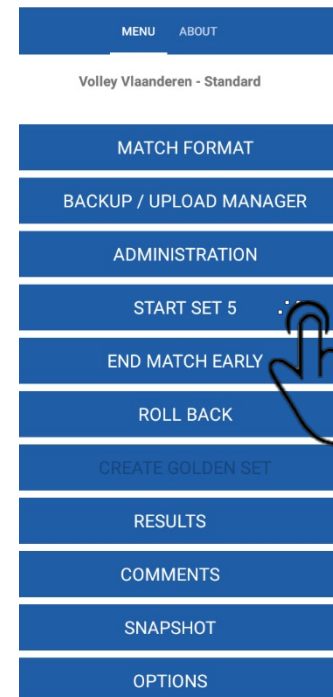 MENU ABOUT
Volley Vlaanderen - Standard
MATCH FORMAT
BACKUP / UPLOAD MANAGER
ADMINISTRATION
START SET 5
END MATCH EARLY
ROLL BACK
CREATE GOLDEN SET
RESULTS
COMMENTS
SNAPSHOT
OPTIONS